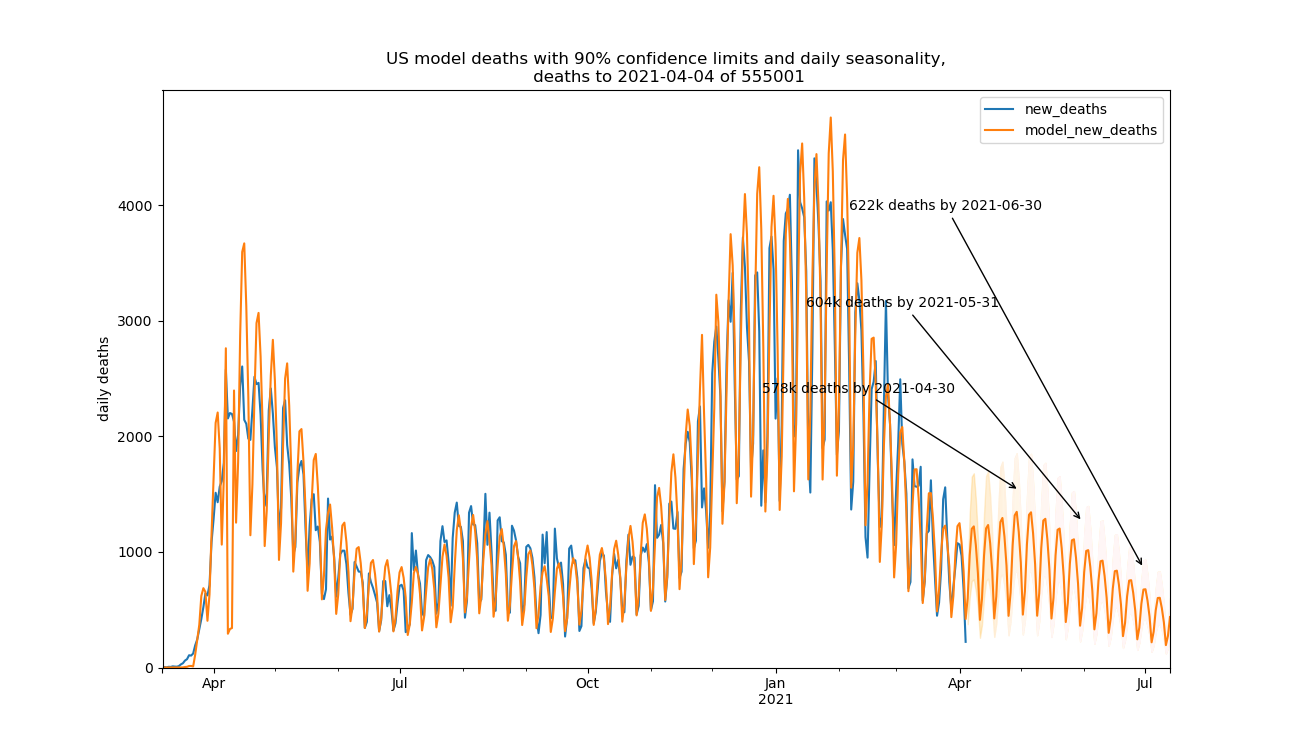 US model deaths with 90% confidence limits and daily seasonality,
deaths to 2021-04-04 of 555001
new_deaths
model_new_deaths
daily deaths
4000
3000
2000
1000
0
622k deaths by 2021-06-30
604k deaths by 2021-05-31
578k deaths by 2021-04-30
Apr
Jul
Oct
Jan
2021
Apr
Jul